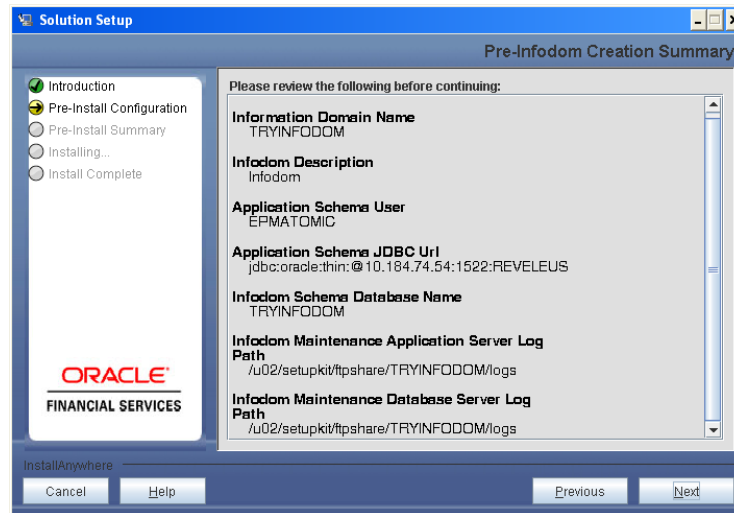 Solution Setup
Pre-Infodom Creation Summary
Introduction
Pre-Install Configuration
Pre-Install Summary
Installing...
Install Complete
ORACLE
FINANCIAL SERVICES
Please review the following before continuing:
Information Domain Name
TRYINFODOM
Infodom Description
Infodom
Application Schema User
EPMATOMIC
Application Schema JDBC Url
jdbc:oracle:thin:@10.184.74.54:1522:REVELEUS
Infodom Schema Database Name
TRYINFODOM
Infodom Maintenance Application Server Log
Path
/u02/setupkit/ftpshare/TRYINFODOM/logs
Infodom Maintenance Database Server Log
Path
/u02/setupkit/ftpshare/TRYINFODOM/logs
InstallAnywhere
Cancel
Help
Previous
Next